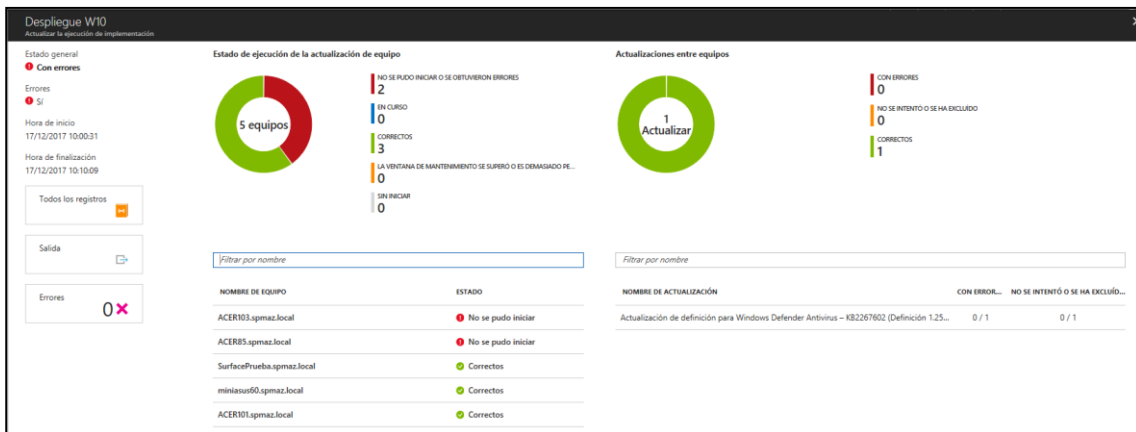 Despliegue W10
Actualizar la ejecución de implementación
Estado general
Con errores
Errores
Sí
Hora de inicio
17/12/2017 10:00:31
Hora de finalización
17/12/2017 10:10:09
Todos los registros
Salida
Errores
0
Estado de ejecución de la actualización de equipo
5 equipos
NO SE PUDO INICIAR O SE OBTUVIERON ERRORES
2
EN CURSO
0
CORRECTOS
3
LA VENTANA DE MANTENIMIENTO SE SUPERÓ O ES DEMASIADO PE...
0
SIN INICIAR
0
Filtrar por nombre
NOMBRE DE EQUIPO ESTADO
ACER103.spmaz.local No se pudo iniciar
ACER85.spmaz.local No se pudo iniciar
SurfacePrueba.spmaz.local Correctos
miniasus60.spmaz.local Correctos
ACER101.spmaz.local Correctos
Actualizaciones entre equipos
1
Actualizar
CON ERRORES
0
NO SE INTENTÓ O SE HA EXCLUÍDO
0
CORRECTOS
1
Filtrar por nombre
NOMBRE DE ACTUALIZACIÓN CON ERROR... NO SE INTENTÓ O SE HA EXCLUÍD...
Actualización de definición para Windows Defender Antivirus – KB2267602 (Definición 1.25... 0 / 1 0 / 1